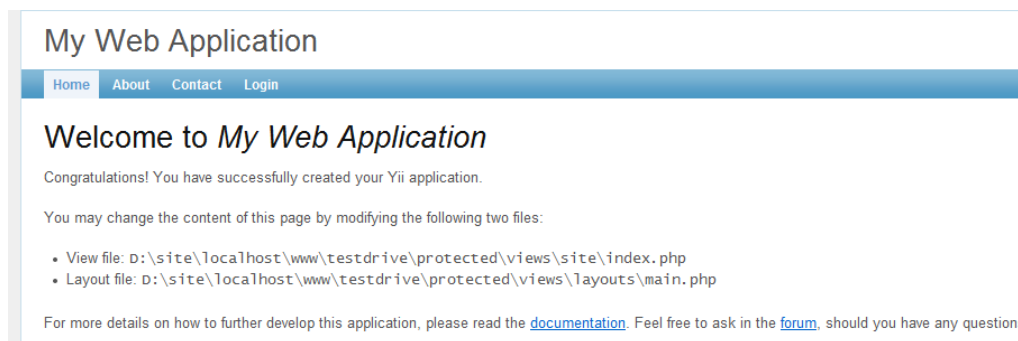 My Web Application
Home About Contact Login
Welcome to My Web Application
Congratulations! You have successfully created your Yii application.
You may change the content of this page by modifying the following two files:
• View file: D:\site\localhost\www\testdrive\protected\views\site\index.php
• Layout file: D:\site\localhost\www\testdrive\protected\views\layouts\main.php
For more details on how to further develop this application, please read the documentation. Feel free to ask in the forum, should you have any question